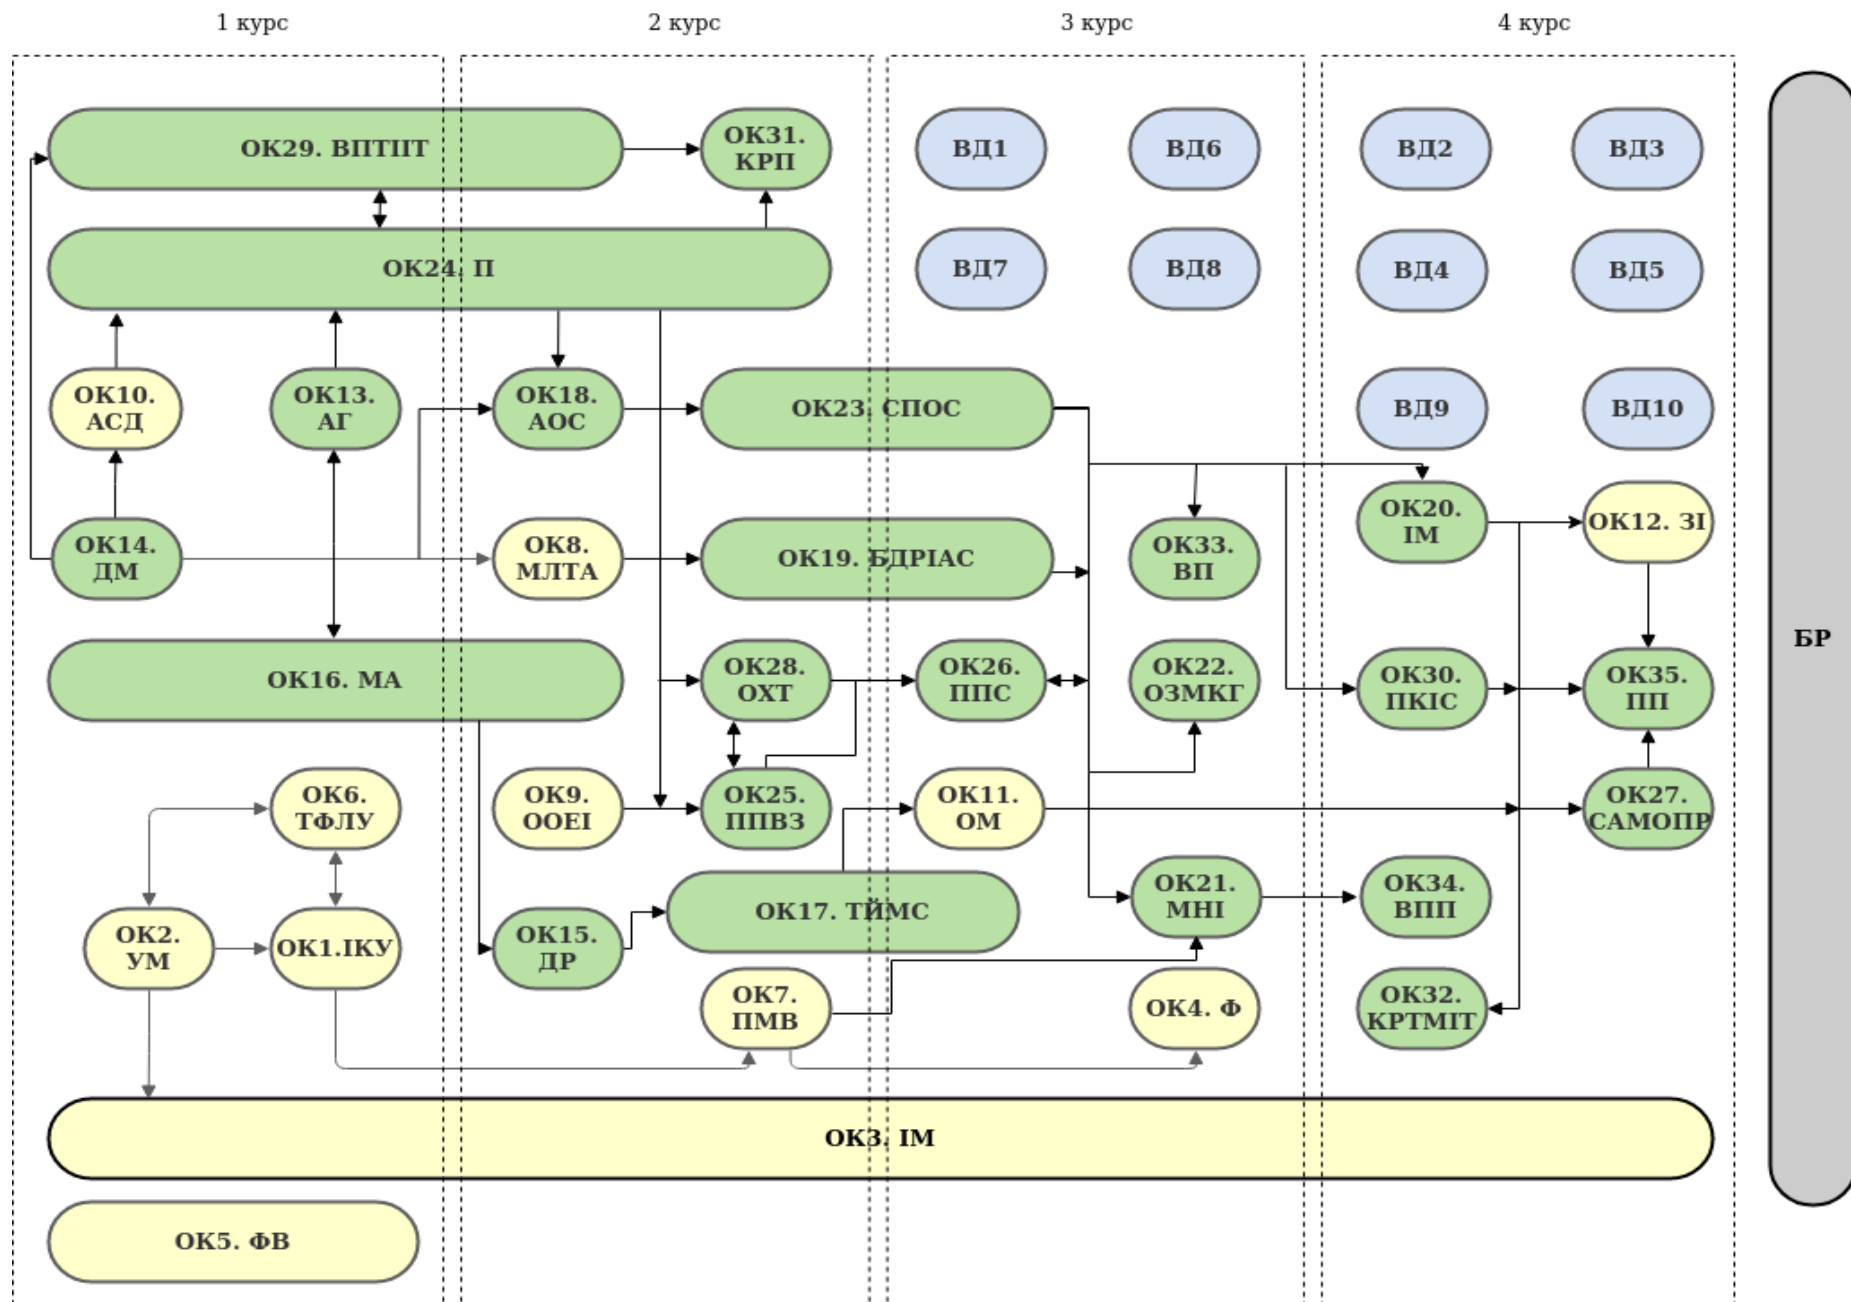 1 курс
2 курс
3 курс
4 курс
ОК29. ВПТІІТ
ОК31.
КРП
ВД1
ВД6
ВД2
ВД3
ОК24. П
ВД7
ВД8
ВД4
ВД5
ОК10.
АСД
ОК13.
АГ
ОК18.
АОС
ОК23. СПОС
ВД9
ВД10
ОК14.
ДМ
ОК8.
МЛТА
ОК19. БДРІАС
ОК33.
ВП
ОК20.
ІМ
ОК12. ЗІ
ОК16. МА
ОК28.
ОХТ
ОК26.
ППС
ОК22.
ОЗМКГ
ОК30.
ПКІС
ОК35.
ПП
БР
ОК6.
ТФЛУ
ОК9.
ООЕІ
ОК25.
ППВЗ
ОК11.
ОМ
ОК27.
САМОПР
ОК2.
УМ
ОК1.ІКУ
ОК15.
ДР
ОК17. ТЙМС
ОК21.
МНІ
ОК34.
ВПП
ОК7.
ПМВ
ОК4. Ф
ОК32.
КРТМІТ
ОК3. ІМ
ОК5. ФВ